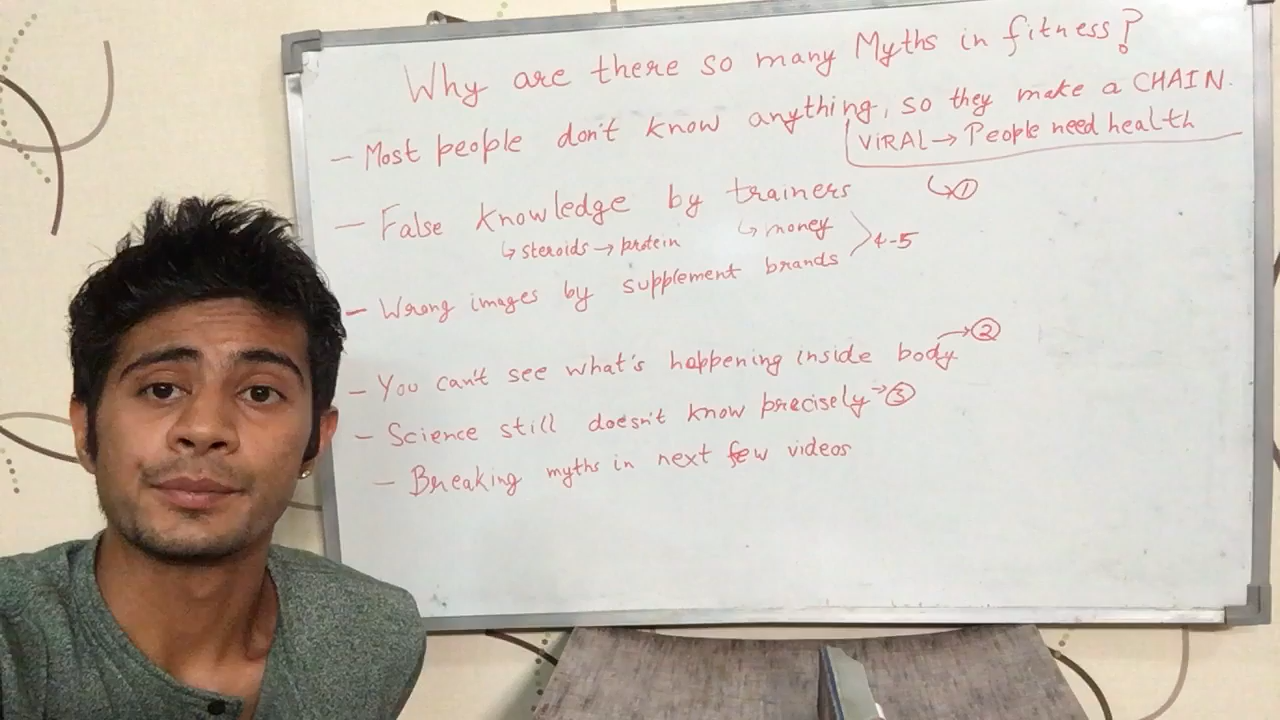 Why are there so many Myths in fitness?
- Most people don't know anything, so they make a CHAIN.
VIRAL → People need health
↳ ①
- False Knowledge by trainers
↳ steroids → protein ↳ money
4-5
- Wrong images by supplement brands
- You can't see what's happening inside body → ②
- Science still doesn't know precisely → ③
- Breaking myths in next few videos